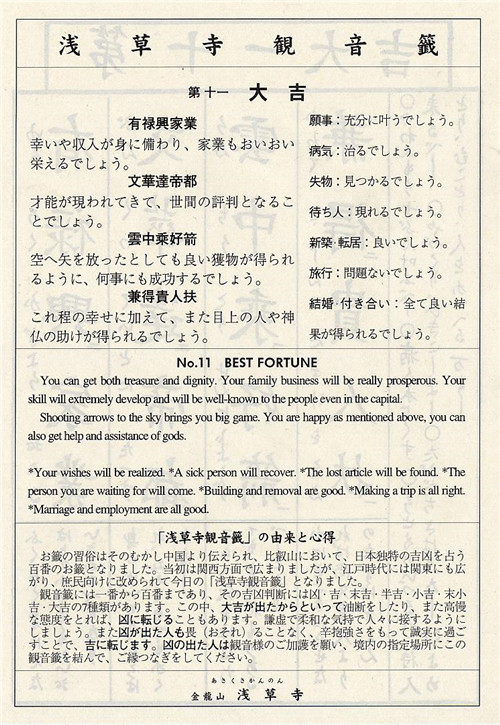 浅草寺観音籤
第十一 大吉
有禄興家業
幸いや収入が身に備わり、家業もおいおい
栄えるでしょう。
文華達帝都
才能が現われてきて、世間の評判となるこ
とでしょう。
雲中乗好箭
空へ矢を放ったとしても良い獲物が得られ
るように、何事にも成功するでしょう。
兼得貴人扶
これ程の幸せに加えて、また目上の人や神
仏の助けが得られるでしょう。
願事：充分に叶うでしょう。
病気：治るでしょう。
失物：見つかるでしょう。
待ち人：現れるでしょう。
新築・転居：良いでしょう。
旅行：問題ないでしょう。
結婚・付き合い：全て良い結
果が得られるでしょう。
No.11 BEST FORTUNE
You can get both treasure and dignity. Your family business will be really prosperous. Your
skill will extremely develop and will be well-known to the people even in the capital.
Shooting arrows to the sky brings you big game. You are happy as mentioned above, you can
also get help and assistance of gods.
*Your wishes will be realized. *A sick person will recover. *The lost article will be found. *The
person you are waiting for will come. *Building and removal are good. *Making a trip is all right.
*Marriage and employment are all good.
「浅草寺観音籤」の由来と心得
お籤の習俗はそのむかし中国より伝えられ、比叡山において、日本独特の吉凶を占う
百番のお籤となりました。当初は関西方面で広まりましたが、江戸時代には関東にも広
がり、庶民向けに改められて今日の「浅草寺観音籤」となりました。
観音籤には一番から百番まであり、その吉凶判断には凶・吉・末吉・半吉・小吉・末小
吉・大吉の7種類があります。この中、大吉が出たからといって油断をしたり、また高慢
な態度をとれば、凶に転じることもあります。謙虚で柔和な気持で人々に接するように
しましょう。また凶が出た人も畏（おそれ）ることなく、辛抱強さをもって誠実に過ご
すことで、吉に転じます。凶の出た人は観音様のご加護を願い、境内の指定場所にこの
観音籤を結んで、ご縁つなぎをしてください。
あさくさかんのん
金龍山 浅草寺